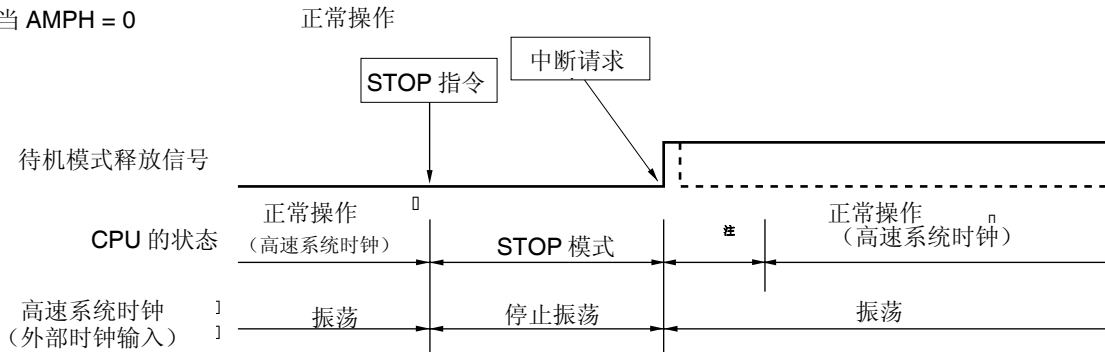 当 AMPH = 0
正常操作
中断请求
STOP 指令
待机模式释放信号
正常操作
正常操作
CPU 的状态
（高速系统时钟）
STOP 模式
注
（高速系统时钟）
高速系统时钟
振荡
停止振荡
振荡
（外部时钟输入）